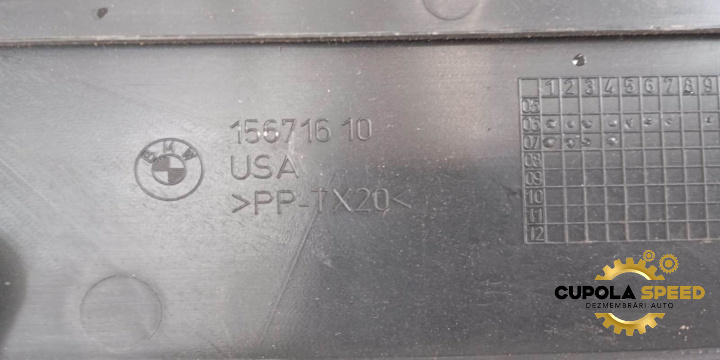 1 2 3 4 5 6 7 8 9
05
06
07
08
09
10
11
12
156716 10
BMW
USA
>PP-TX20<
CUPOLA SPEED
DEZMEMBRĂRI AUTO